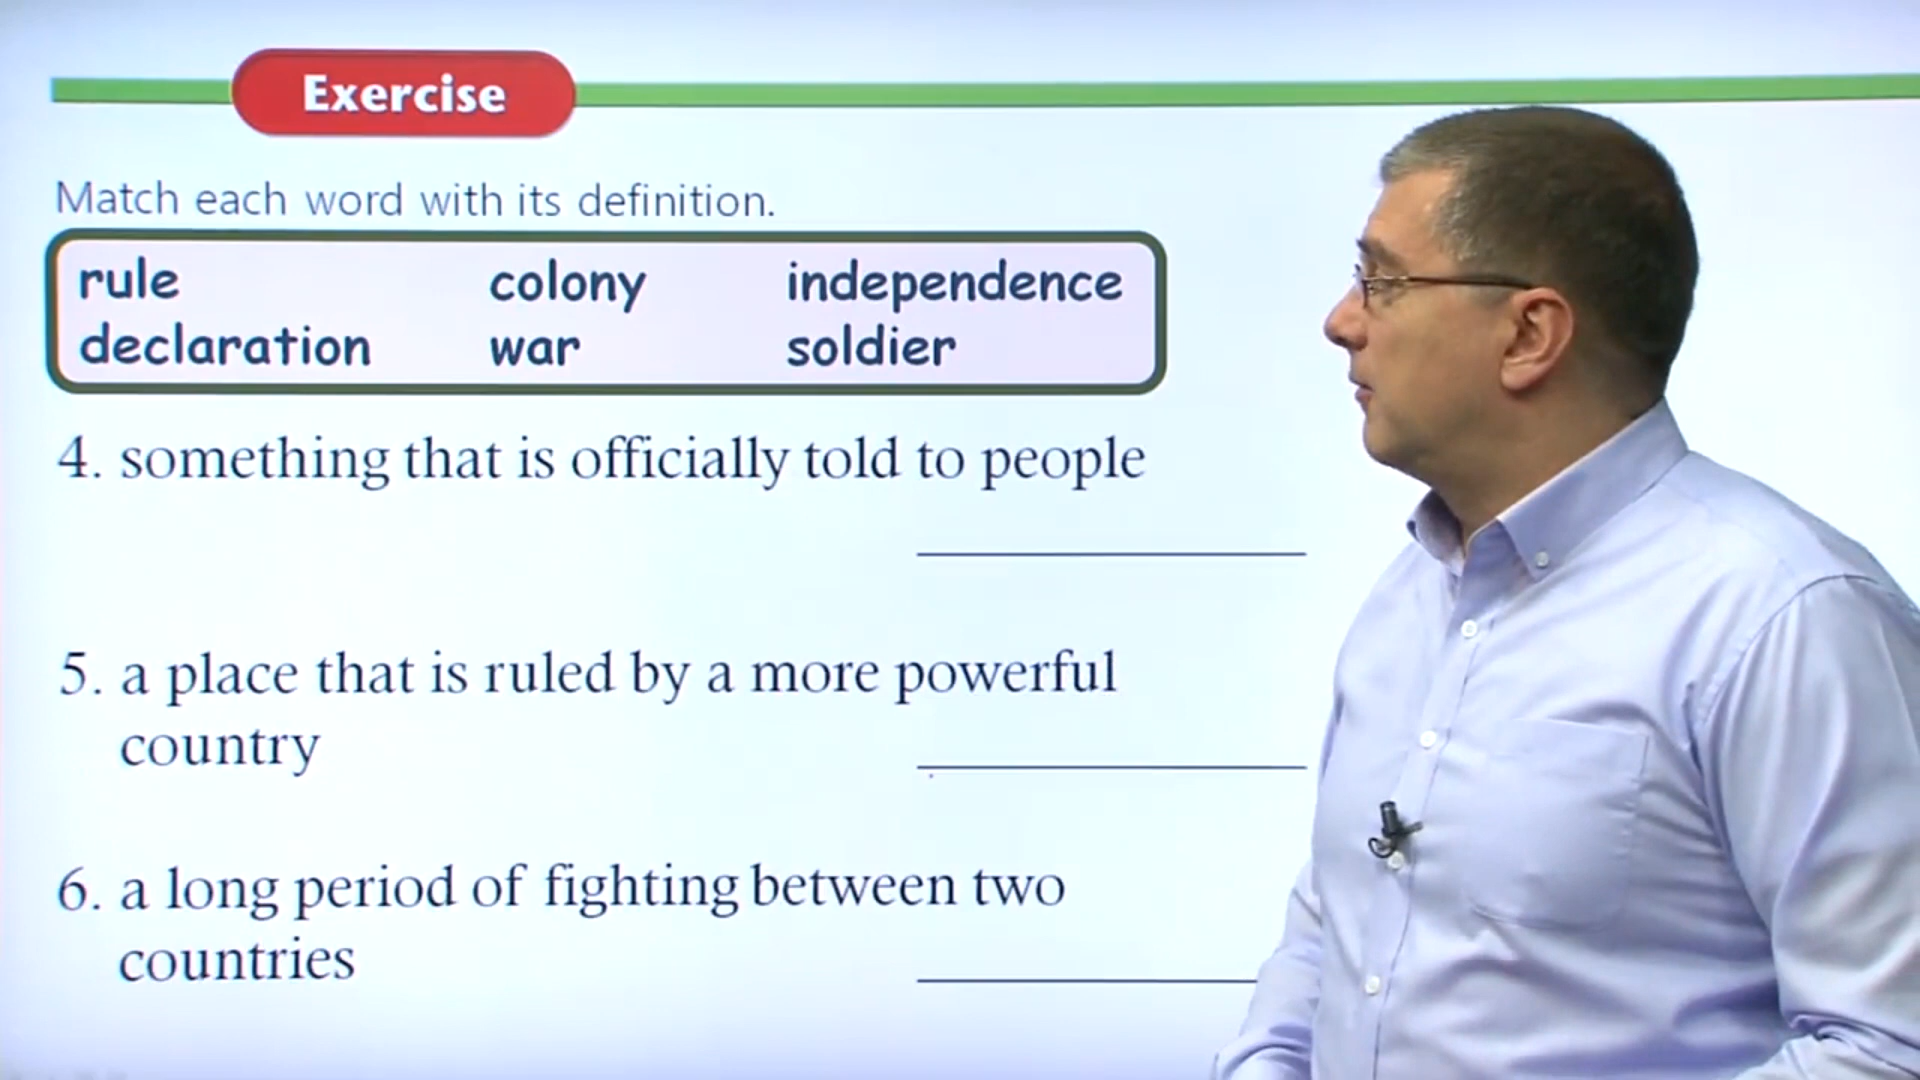 Exercise
Match each word with its definition.
rule colony independence
declaration war soldier
4. something that is officially told to people
5. a place that is ruled by a more powerful
country
6. a long period of fighting between two
countries